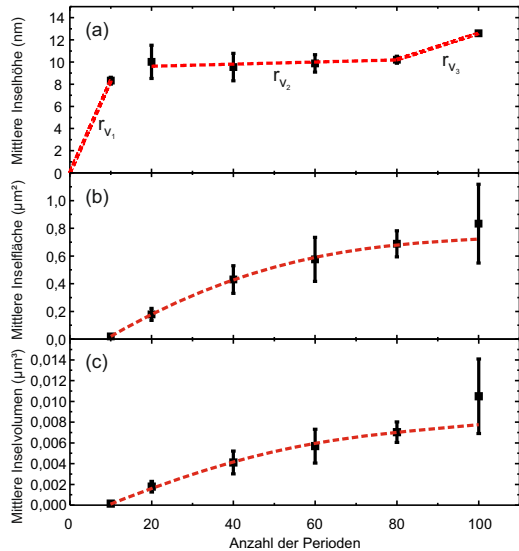 Mittlere Inselhöhe (nm)
14
12
10
8
6
4
2
0
(a)
r_{v_1}
r_{v_2}
r_{v_3}
Mittlere Inselfläche (µm²)
1,0
0,8
0,6
0,4
0,2
0,0
(b)
Mittlere Inselvolumen (µm³)
0,014
0,012
0,010
0,008
0,006
0,004
0,002
0,000
(c)
0 20 40 60 80 100
Anzahl der Perioden